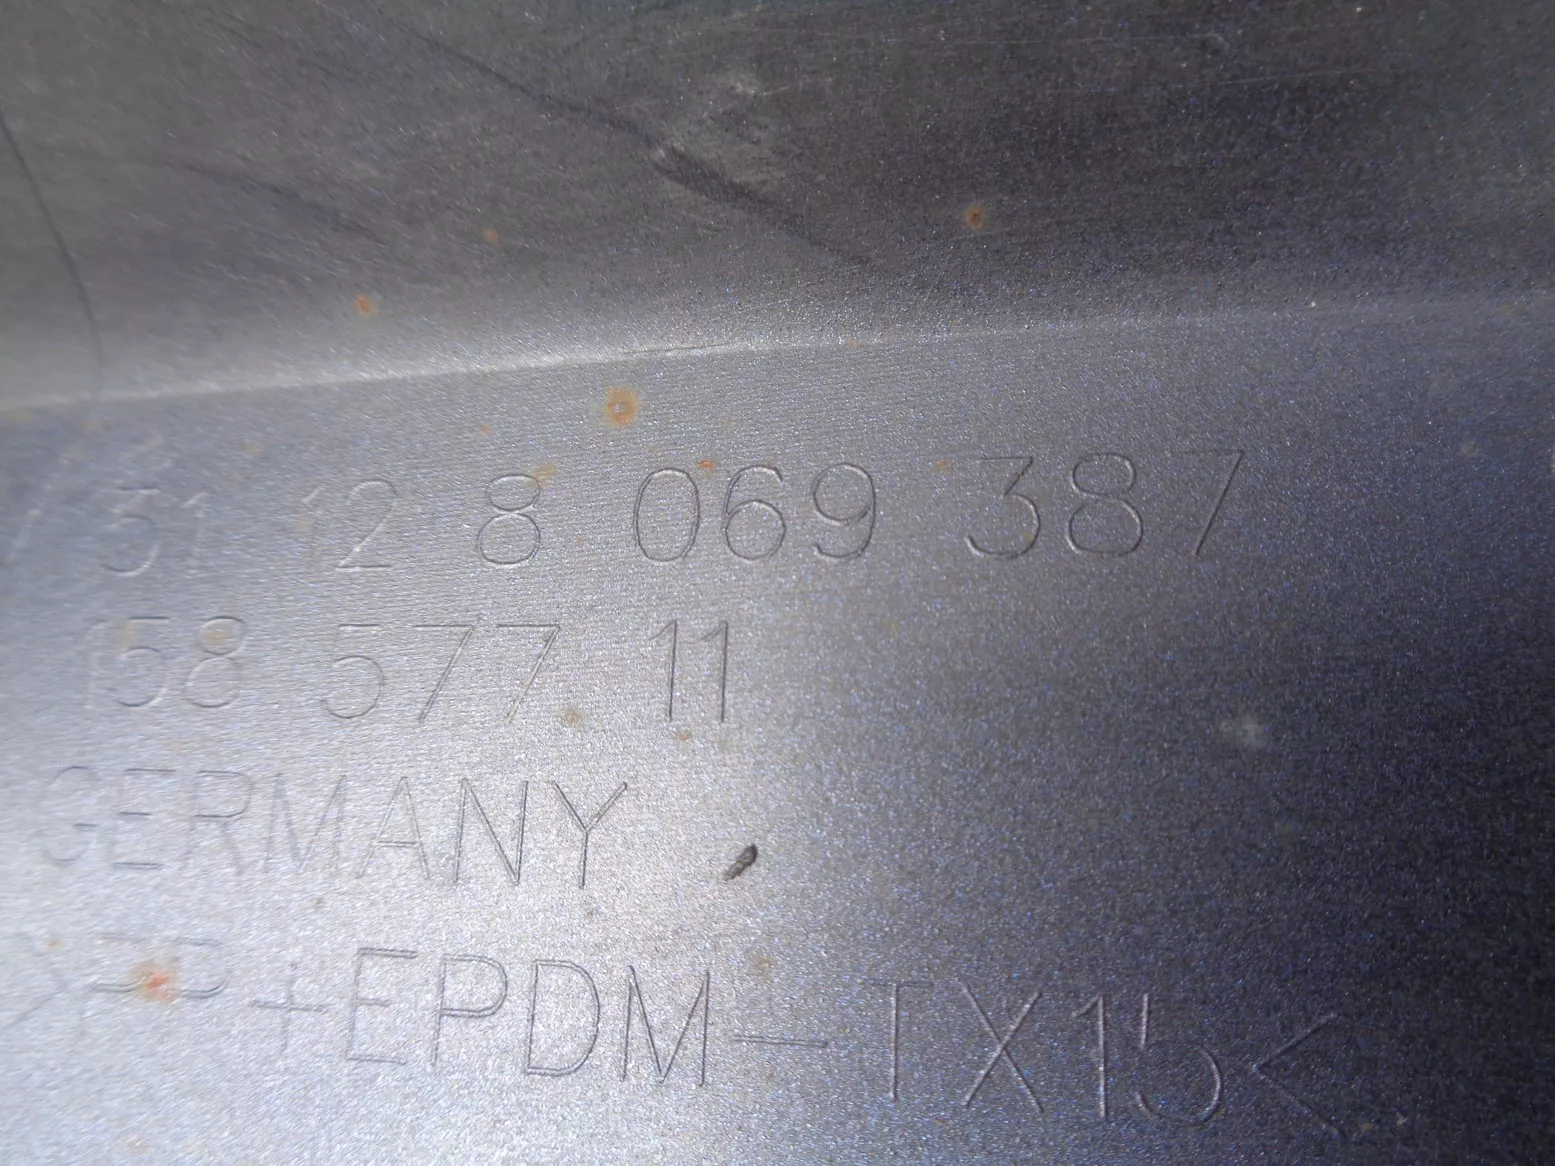 51 12 8 069 387
158 577 11
GERMANY
>PP+EPDM-TX15<